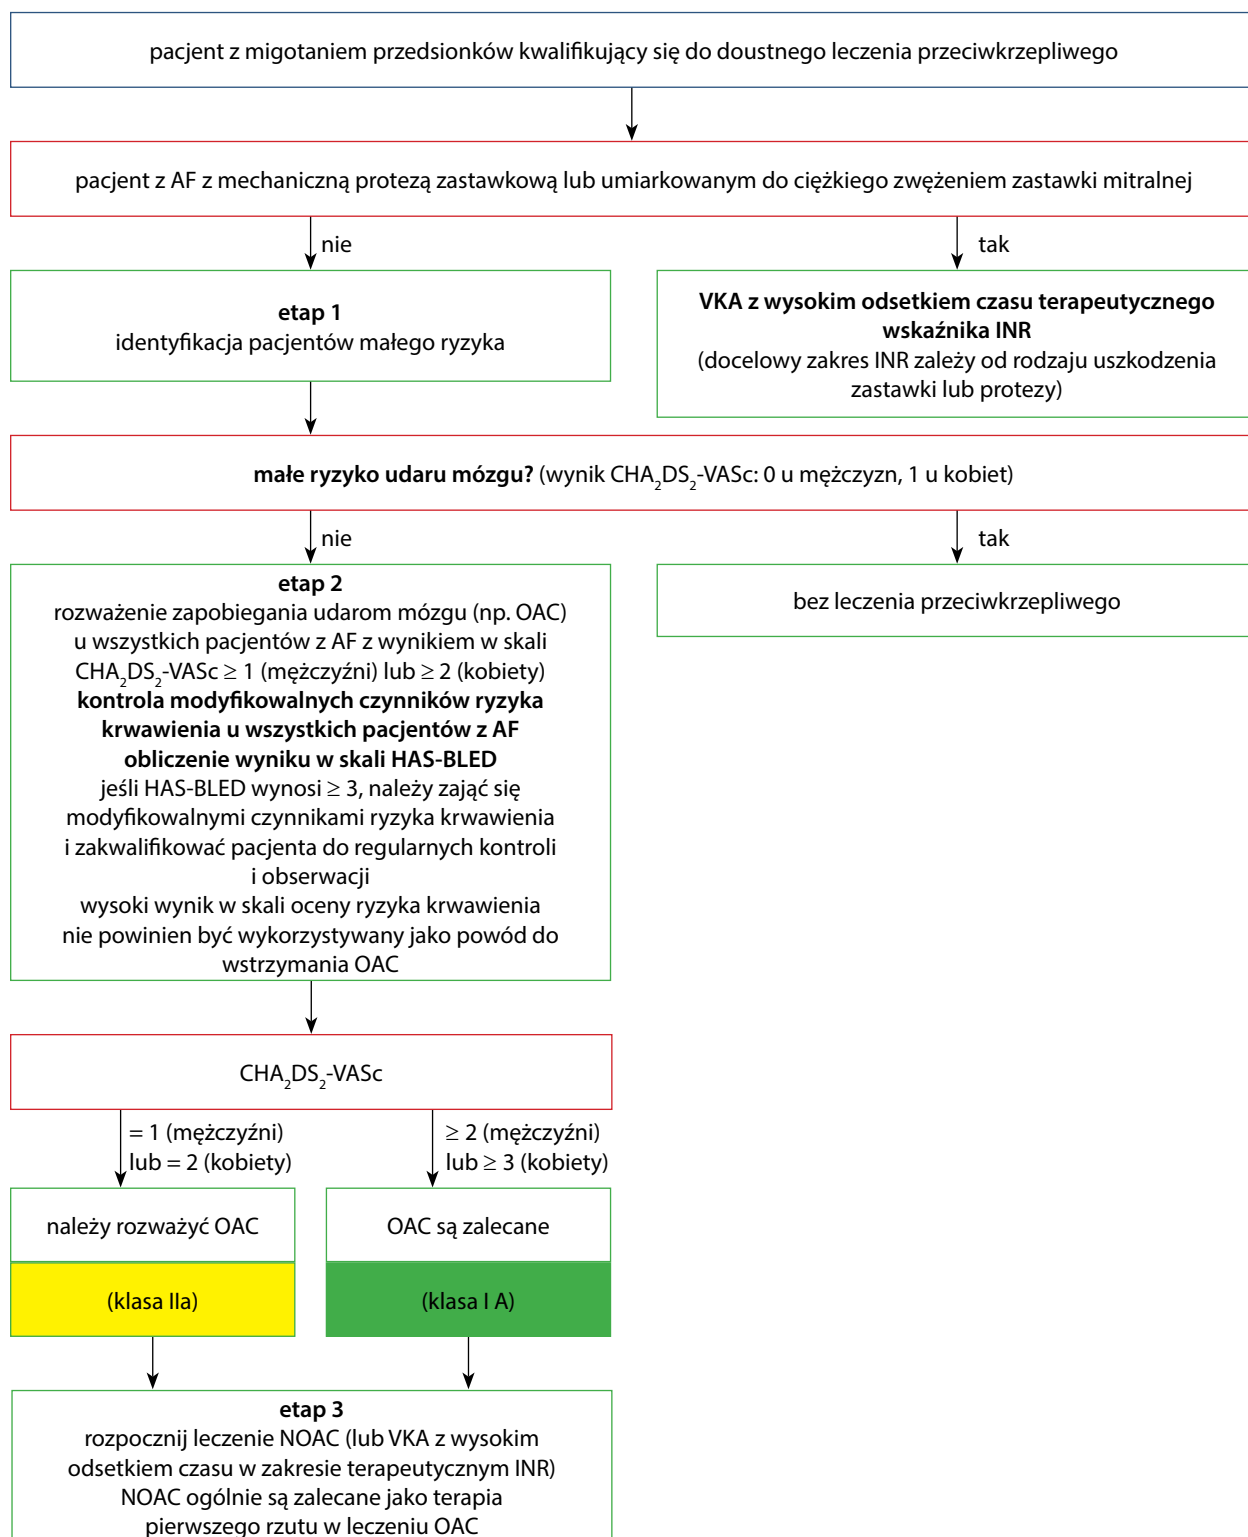 pacjent z migotaniem przedsionków kwalifikujący się do doustnego leczenia przeciwkrzepliwego
pacjent z AF z mechaniczną protezą zastawkową lub umiarkowanym do ciężkiego zwężeniem zastawki mitralnej
nie
tak
etap 1
identyfikacja pacjentów małego ryzyka
VKA z wysokim odsetkiem czasu terapeutycznego
wskaźnika INR
(docelowy zakres INR zależy od rodzaju uszkodzenia
zastawki lub protezy)
małe ryzyko udaru mózgu? (wynik CHA₂DS₂-VASc: 0 u mężczyzn, 1 u kobiet)
nie
tak
etap 2
rozważenie zapobiegania udarom mózgu (np. OAC)
u wszystkich pacjentów z AF z wynikiem w skali
CHA₂DS₂-VASc ≥ 1 (mężczyźni) lub ≥ 2 (kobiety)
kontrola modyfikowalnych czynników ryzyka
krwawienia u wszystkich pacjentów z AF
obliczenie wyniku w skali HAS-BLED
jeśli HAS-BLED wynosi ≥ 3, należy zająć się
modyfikowalnymi czynnikami ryzyka krwawienia
i zakwalifikować pacjenta do regularnych kontroli
i obserwacji
wysoki wynik w skali oceny ryzyka krwawienia
nie powinien być wykorzystywany jako powód do
wstrzymania OAC
bez leczenia przeciwkrzepliwego
CHA₂DS₂-VASc
= 1 (mężczyźni)
lub = 2 (kobiety)
≥ 2 (mężczyźni)
lub ≥ 3 (kobiety)
należy rozważyć OAC
(klasa IIa)
OAC są zalecane
(klasa I A)
etap 3
rozpocznij leczenie NOAC (lub VKA z wysokim
odsetkiem czasu w zakresie terapeutycznym INR)
NOAC ogólnie są zalecane jako terapia
pierwszego rzutu w leczeniu OAC